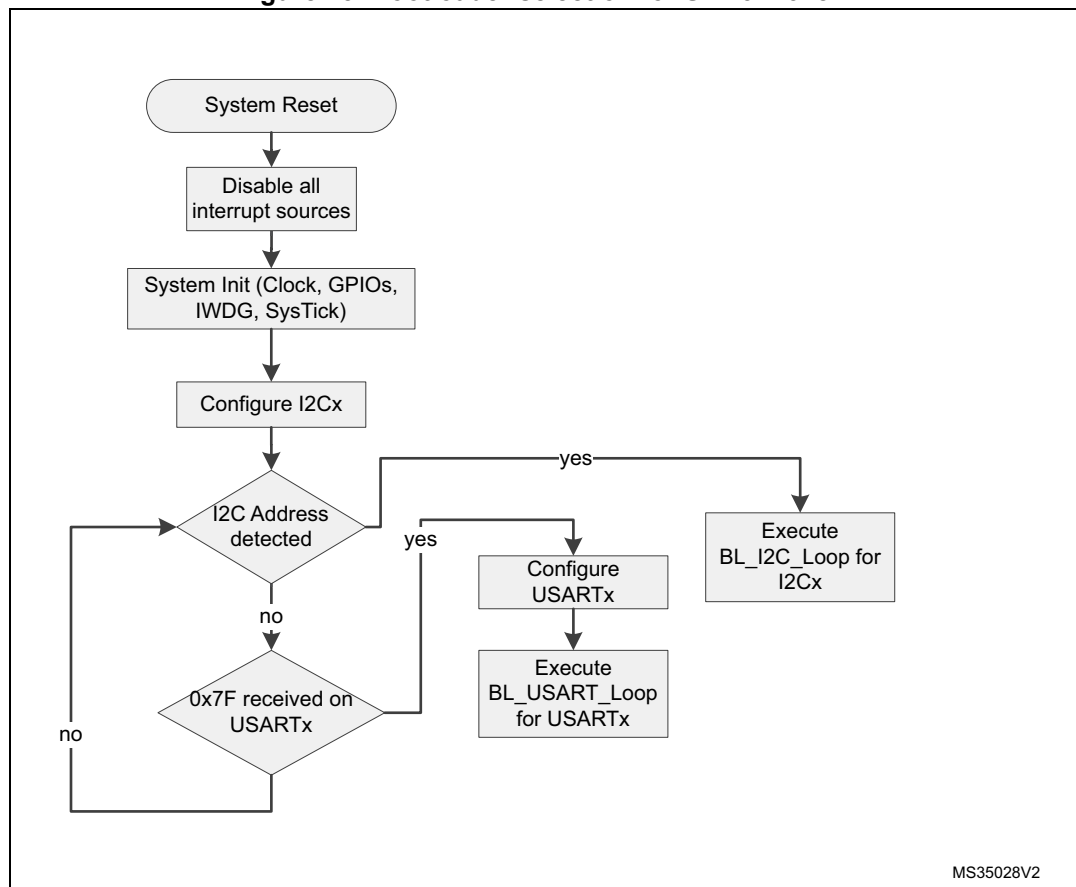 System Reset
Disable all
interrupt sources
System Init (Clock, GPIOs,
IWDG, SysTick)
Configure I2Cx
I2C Address
detected
yes
Execute
BL_I2C_Loop for
I2Cx
no
0x7F received on
USARTx
yes
Configure
USARTx
Execute
BL_USART_Loop
for USARTx
no
MS35028V2